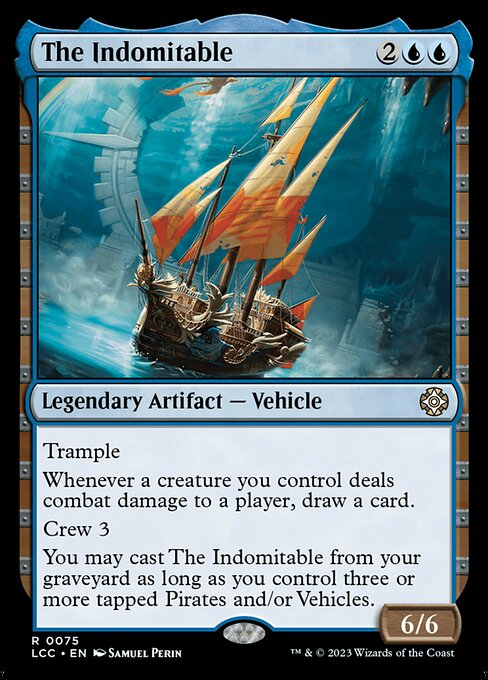 The Indomitable 2
Legendary Artifact — Vehicle
Trample
Whenever a creature you control deals
combat damage to a player, draw a card.
Crew 3
You may cast The Indomitable from your
graveyard as long as you control three or
more tapped Pirates and/or Vehicles.
6/6
R 0075
LCC • EN Samuel Perin
™ & © 2023 Wizards of the Coast